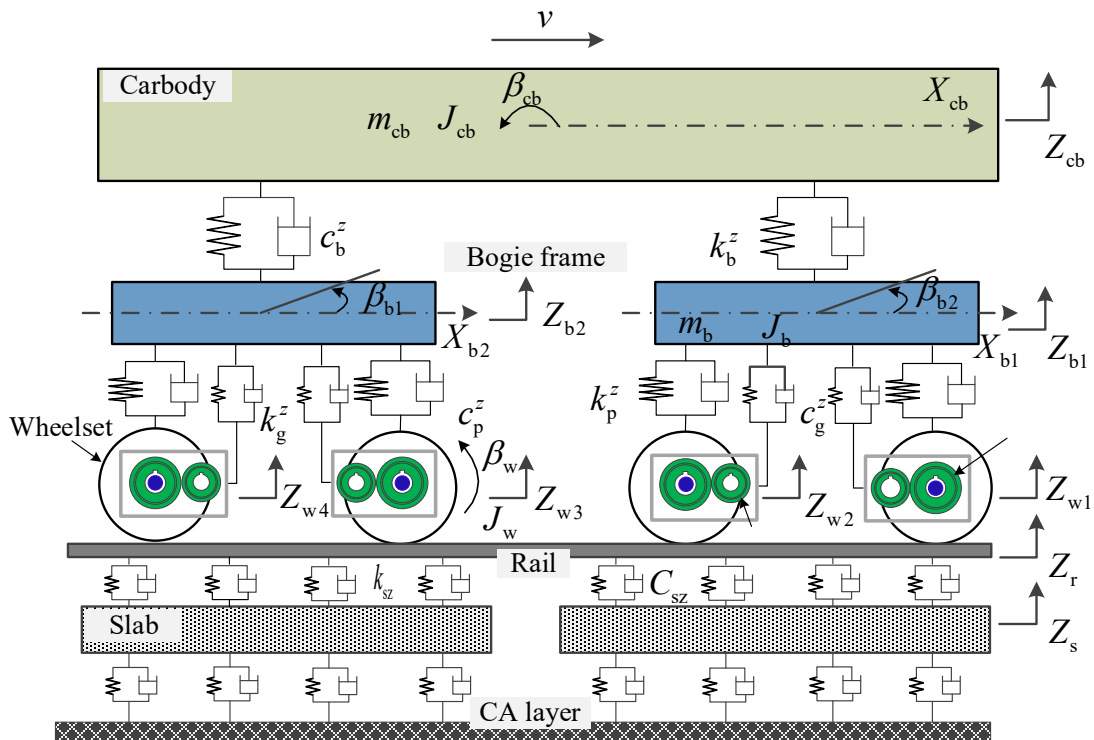 v
Carbody
β_cb
X_cb
m_cb J_cb
Z_cb
c_b^z
k_b^z
Bogie frame
β_b1
Z_b2
X_b2
β_b2
m_b J_b
X_b1
Z_b1
k_g^z
c_p^z
k_p^z
c_g^z
Wheelset
β_w
J_w
Z_w4
Z_w3
Z_w2
Z_w1
Rail
Z_r
k_sz
C_sz
Slab
Z_s
CA layer